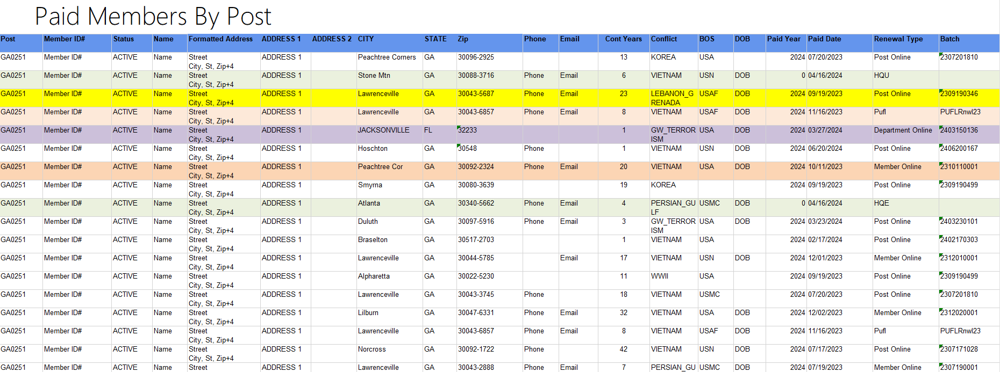 Paid Members By Post
Post Member ID# Status Name Formatted Address ADDRESS 1 ADDRESS 2 CITY STATE Zip Phone Email Cont Years Conflict BOS DOB Paid Year Paid Date Renewal Type Batch
GA0251 Member ID# ACTIVE Name Street ADDRESS 1 Peachtree Corners GA 30096-2925 13 KOREA USA 2024 07/20/2023 Post Online 2307201810
City, St, Zip+4
GA0251 Member ID# ACTIVE Name Street ADDRESS 1 Stone Mtn GA 30088-3716 Phone Email 6 VIETNAM USN DOB 0 04/16/2024 HQU
City, St, Zip+4
GA0251 Member ID# ACTIVE Name Street ADDRESS 1 Lawrenceville GA 30043-5687 Phone Email 23 LEBANON_G USAF DOB 2024 09/19/2023 Post Online 2309190346
City, St, Zip+4 RENADA
GA0251 Member ID# ACTIVE Name Street ADDRESS 1 Lawrenceville GA 30043-6857 Phone Email 8 VIETNAM USAF DOB 2024 11/16/2023 Pufl PUFLRnwl23
City, St, Zip+4
GA0251 Member ID# ACTIVE Name Street ADDRESS 1 JACKSONVILLE FL 32233 1 GW_TERROR USA DOB 2024 03/27/2024 Department Online 2403150136
City, St, Zip+4 ISM
GA0251 Member ID# ACTIVE Name Street ADDRESS 1 Hoschton GA 30548 Phone 1 VIETNAM USN DOB 2024 06/20/2024 Post Online 2406200167
City, St, Zip+4
GA0251 Member ID# ACTIVE Name Street ADDRESS 1 Peachtree Cor GA 30092-2324 Phone Email 20 VIETNAM USA DOB 2024 10/11/2023 Member Online 2310110001
City, St, Zip+4
GA0251 Member ID# ACTIVE Name Street ADDRESS 1 Smyrna GA 30080-3639 19 KOREA 2024 09/19/2023 Post Online 2309190499
City, St, Zip+4
GA0251 Member ID# ACTIVE Name Street ADDRESS 1 Atlanta GA 30340-5662 Phone Email 4 PERSIAN_GU USMC DOB 0 04/16/2024 HQE
City, St, Zip+4 LF
GA0251 Member ID# ACTIVE Name Street ADDRESS 1 Duluth GA 30097-5916 Phone Email 3 GW_TERROR USA DOB 2024 03/23/2024 Post Online 2403230101
City, St, Zip+4 ISM
GA0251 Member ID# ACTIVE Name Street ADDRESS 1 Braselton GA 30517-2703 1 VIETNAM USA 2024 02/17/2024 Post Online 2402170303
City, St, Zip+4
GA0251 Member ID# ACTIVE Name Street ADDRESS 1 Lawrenceville GA 30044-5785 Email 17 VIETNAM USN DOB 2024 12/01/2023 Member Online 2312010001
City, St, Zip+4
GA0251 Member ID# ACTIVE Name Street ADDRESS 1 Alpharetta GA 30022-5230 11 WWII USA 2024 09/19/2023 Post Online 2309190499
City, St, Zip+4
GA0251 Member ID# ACTIVE Name Street ADDRESS 1 Lawrenceville GA 30043-3745 Phone 18 VIETNAM USMC 2024 07/20/2023 Post Online 2307201810
City, St, Zip+4
GA0251 Member ID# ACTIVE Name Street ADDRESS 1 Lilburn GA 30047-6331 Phone Email 32 VIETNAM USA DOB 2024 12/02/2023 Member Online 2312020001
City, St, Zip+4
GA0251 Member ID# ACTIVE Name Street ADDRESS 1 Lawrenceville GA 30043-6857 Phone Email 8 VIETNAM USAF DOB 2024 11/16/2023 Pufl PUFLRnwl23
City, St, Zip+4
GA0251 Member ID# ACTIVE Name Street ADDRESS 1 Norcross GA 30092-1722 Phone 42 VIETNAM USN DOB 2024 07/17/2023 Post Online 2307171028
City, St, Zip+4
GA0251 Member ID# ACTIVE Name Street ADDRESS 1 Lawrenceville GA 30043-2888 Phone Email 7 PERSIAN_GU USMC DOB 2024 07/19/2023 Member Online 2307190001